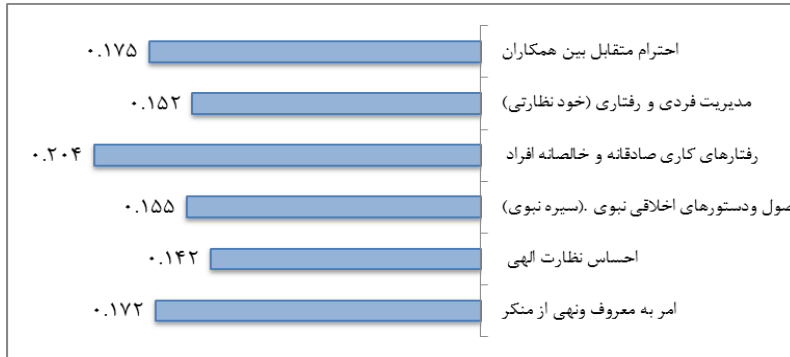 احترام متقابل بین همکاران ۰.۱۷۵
مدیریت فردی و رفتاری (خود نظارتی) ۰.۱۵۲
رفتارهای کاری صادقانه و خالصانه افراد ۰.۲۰۴
صول ودستورهای اخلاقی نبوی .(سیره نبوی) ۰.۱۵۵
احساس نظارت الهی ۰.۱۴۲
امر به معروف ونهی از منکر ۰.۱۷۲